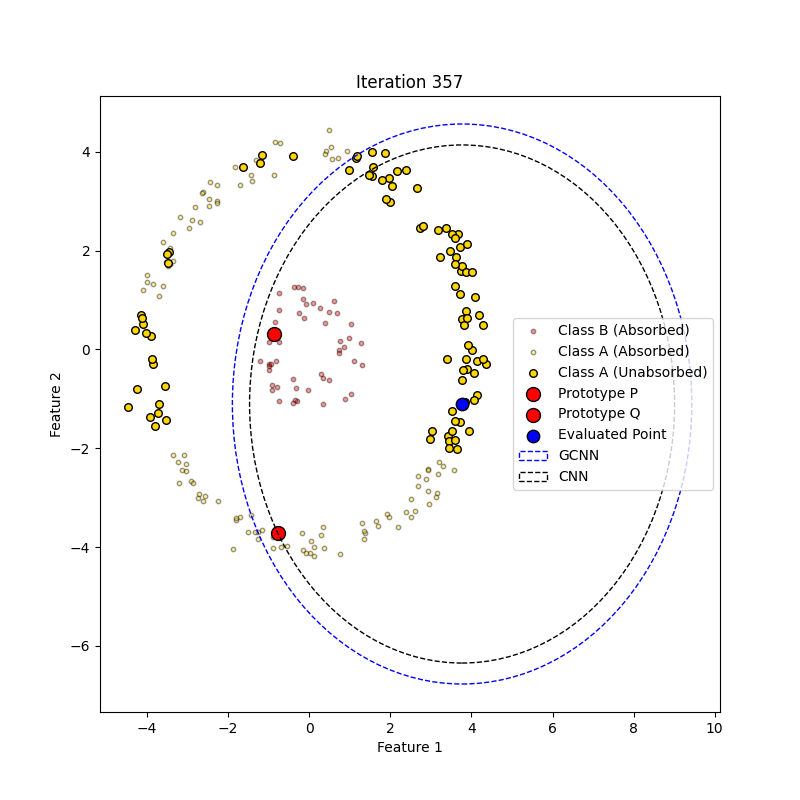 Iteration 357
Feature 2
4
2
0
−2
−4
−6
Class B (Absorbed)
Class A (Absorbed)
Class A (Unabsorbed)
Prototype P
Prototype Q
Evaluated Point
GCNN
CNN
−4 −2 0 2 4 6 8 10
Feature 1